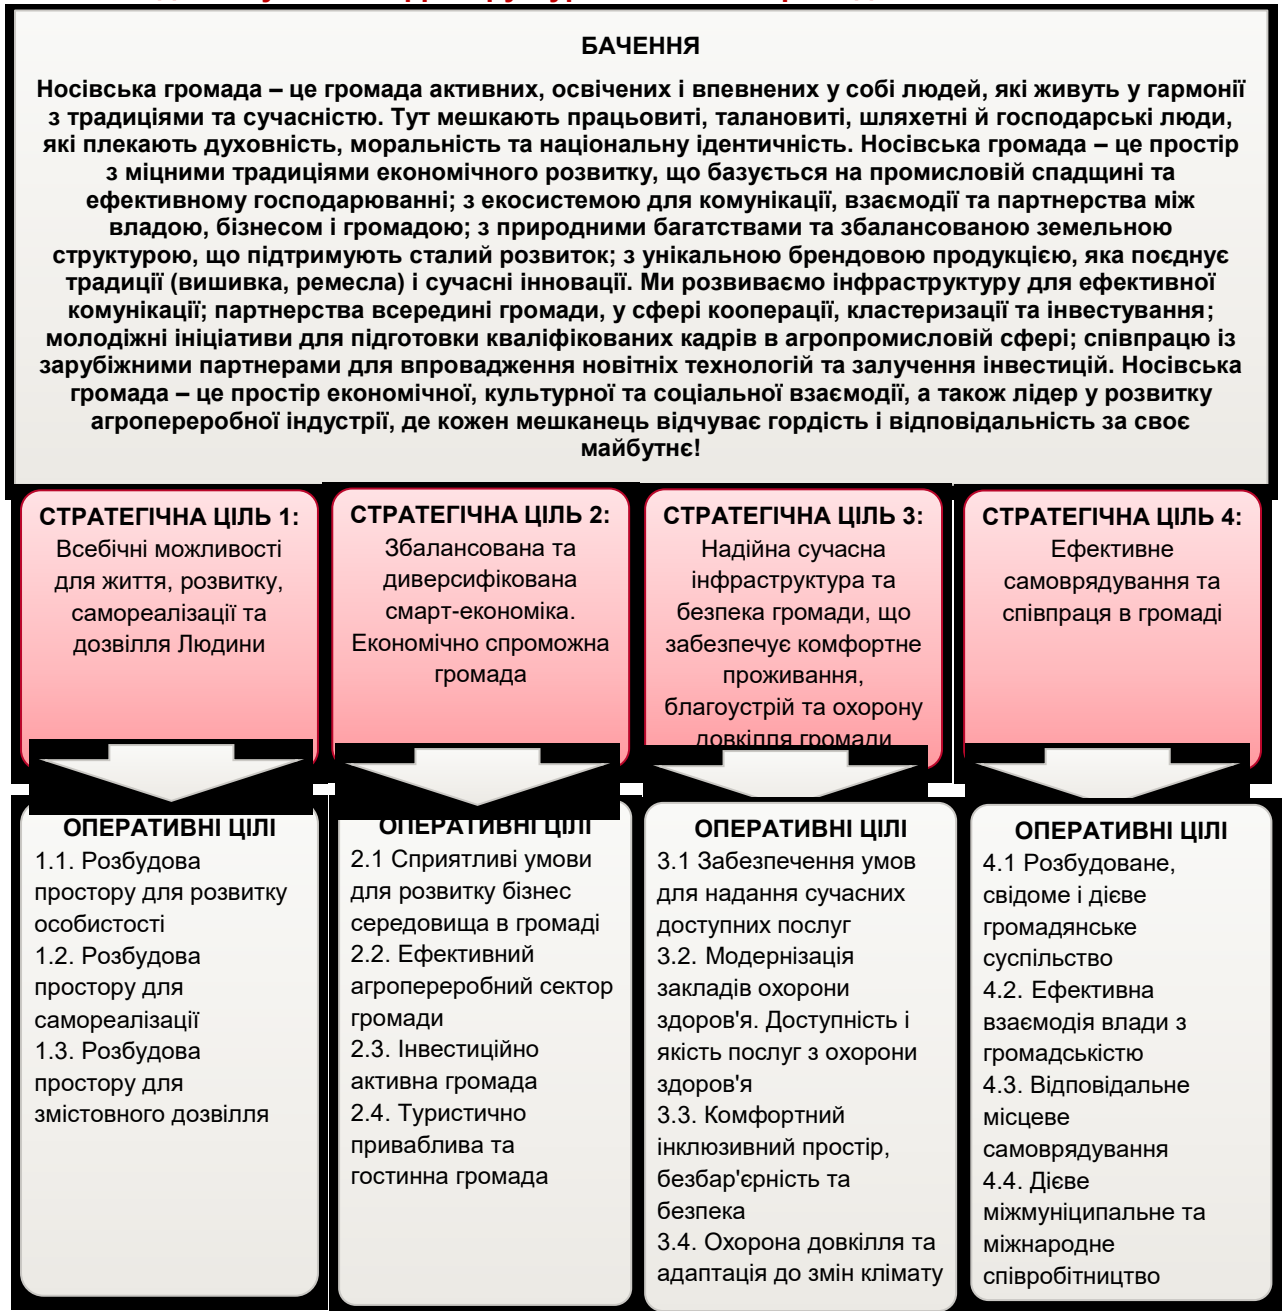 БАЧЕННЯ
Носівська громада – це громада активних, освічених і впевнених у собі людей, які живуть у гармонії
з традиціями та сучасністю. Тут мешкають працьовиті, талановиті, шляхетні й господарські люди,
які плекають духовність, моральність та національну ідентичність. Носівська громада – це простір
з міцними традиціями економічного розвитку, що базується на промисловій спадщині та
ефективному господарюванні; з екосистемою для комунікації, взаємодії та партнерства між
владою, бізнесом і громадою; з природними багатствами та збалансованою земельною
структурою, що підтримують сталий розвиток; з унікальною брендовою продукцією, яка поєднує
традиції (вишивка, ремесла) і сучасні інновації. Ми розвиваємо інфраструктуру для ефективної
комунікації; партнерства всередині громади, у сфері кооперації, кластеризації та інвестування;
молодіжні ініціативи для підготовки кваліфікованих кадрів в агропромисловій сфері; співпрацю із
зарубіжними партнерами для впровадження новітніх технологій та залучення інвестицій. Носівська
громада – це простір економічної, культурної та соціальної взаємодії, а також лідер у розвитку
агропереробної індустрії, де кожен мешканець відчуває гордість і відповідальність за своє
майбутнє!
СТРАТЕГІЧНА ЦІЛЬ 1:
Всебічні можливості
для життя, розвитку,
самореалізації та
дозвілля Людини
СТРАТЕГІЧНА ЦІЛЬ 2:
Збалансована та
диверсифікована
смарт-економіка.
Економічно спроможна
громада
СТРАТЕГІЧНА ЦІЛЬ 3:
Надійна сучасна
інфраструктура та
безпека громади, що
забезпечує комфортне
проживання,
благоустрій та охорону
довкілля громади
СТРАТЕГІЧНА ЦІЛЬ 4:
Ефективне
самоврядування та
співпраця в громаді
ОПЕРАТИВНІ ЦІЛІ
1.1. Розбудова
простору для розвитку
особистості
1.2. Розбудова
простору для
самореалізації
1.3. Розбудова
простору для
змістовного дозвілля
ОПЕРАТИВНІ ЦІЛІ
2.1 Сприятливі умови
для розвитку бізнес
середовища в громаді
2.2. Ефективний
агропереробний сектор
громади
2.3. Інвестиційно
активна громада
2.4. Туристично
приваблива та
гостинна громада
ОПЕРАТИВНІ ЦІЛІ
3.1 Забезпечення умов
для надання сучасних
доступних послуг
3.2. Модернізація
закладів охорони
здоров'я. Доступність і
якість послуг з охорони
здоров'я
3.3. Комфортний
інклюзивний простір,
безбар'єрність та
безпека
3.4. Охорона довкілля та
адаптація до змін клімату
ОПЕРАТИВНІ ЦІЛІ
4.1 Розбудоване,
свідоме і дієве
громадянське
суспільство
4.2. Ефективна
взаємодія влади з
громадськістю
4.3. Відповідальне
місцеве
самоврядування
4.4. Дієве
міжмуніципальне та
міжнародне
співробітництво